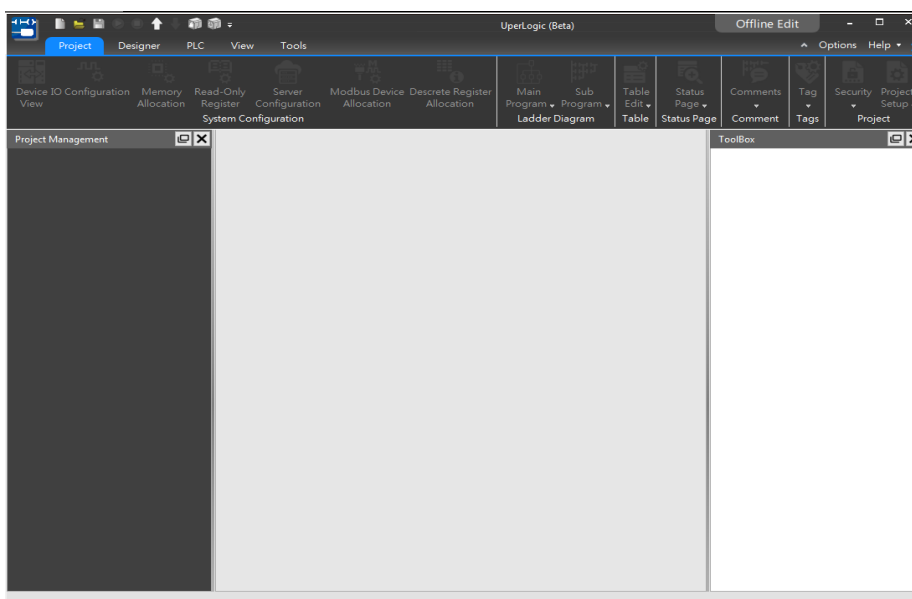 UperLogic (Beta)
Offline Edit
Project Designer PLC View Tools
Options Help
Device IO Configuration Memory Read-Only Server Modbus Device Descrete Register Main Sub Table Status Comments Tag Security Project
View Allocation Register Configuration Allocation Allocation Program Program Edit Page Setup
System Configuration Ladder Diagram Table Status Page Comment Tags Project
Project Management
ToolBox